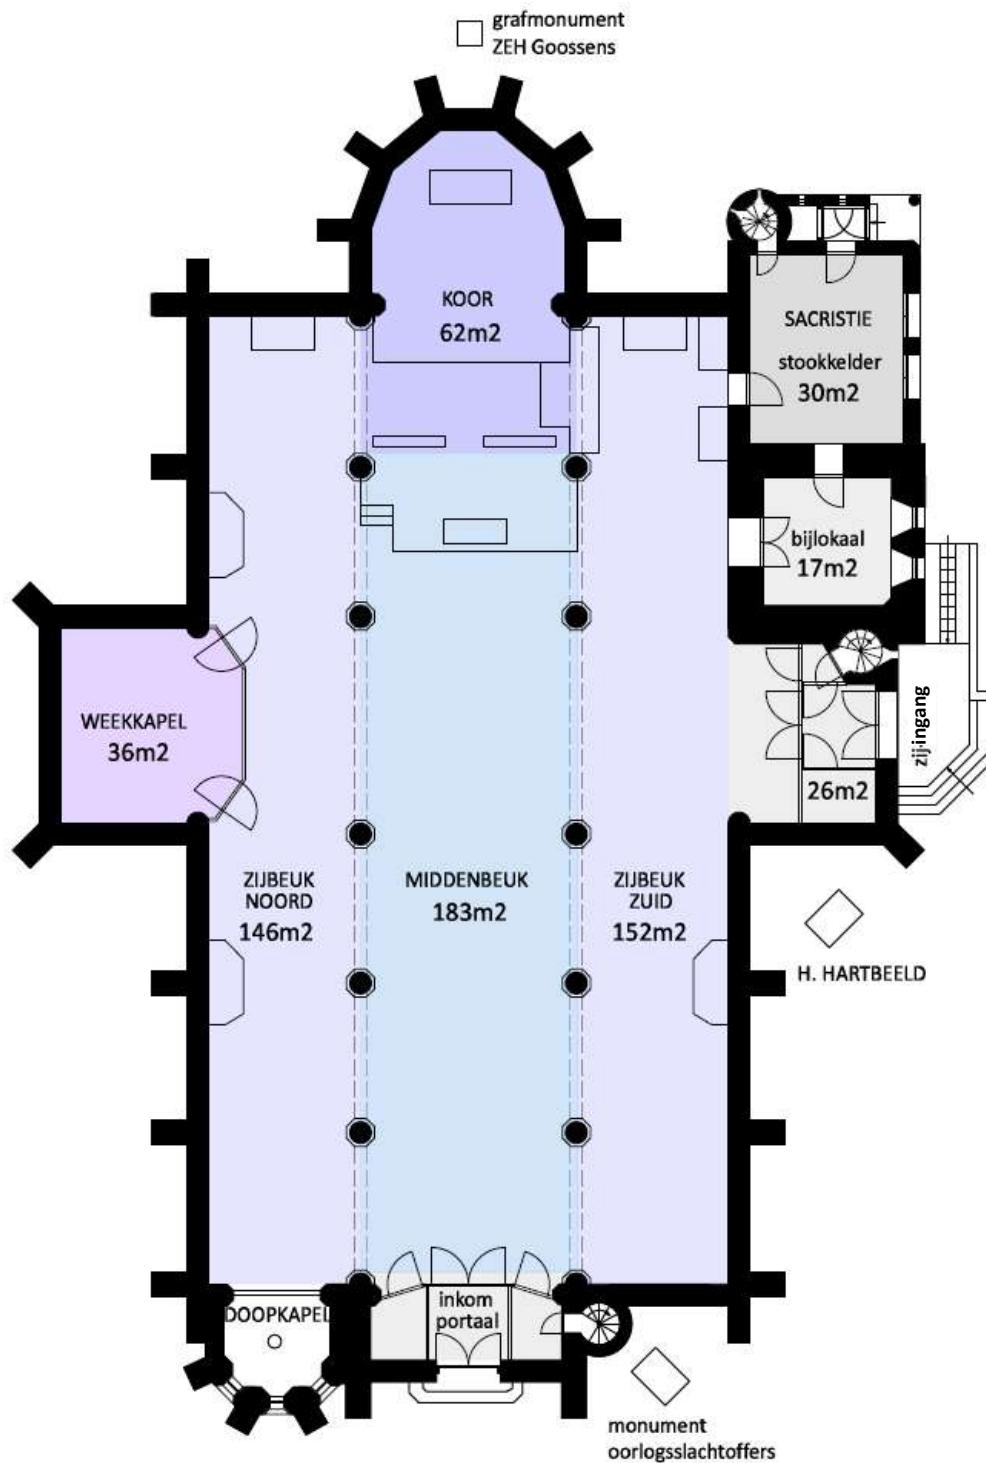 grafmonument
ZEH Goossens
KOOR
62m2
SACRISTIE
stookkelder
30m2
bijlokaal
17m2
WEEKKAPEL
36m2
zij-ingang
26m2
ZIJBEUK
NOORD
146m2
MIDDENBEUK
183m2
ZIJBEUK
ZUID
152m2
H. HARTBEELD
DOOPKAPEL
inkom
portaal
monument
oorlogsslachtoffers